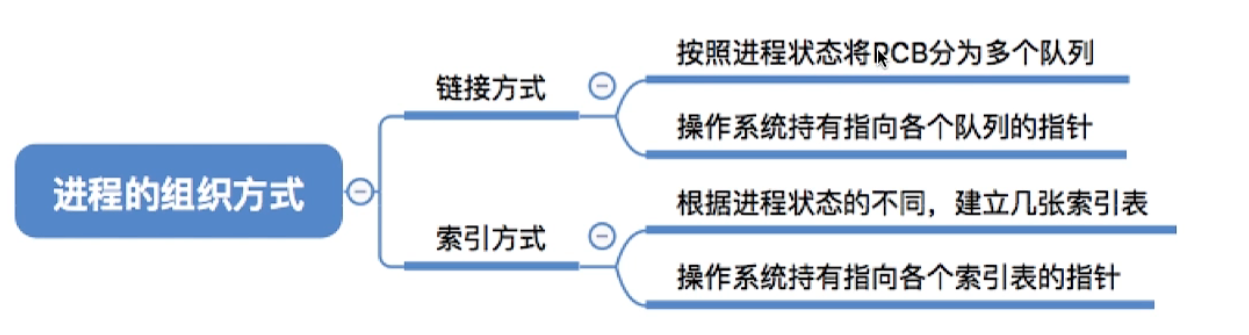 进程的组织方式
链接方式
按照进程状态将PCB分为多个队列
操作系统持有指向各个队列的指针
索引方式
根据进程状态的不同，建立几张索引表
操作系统持有指向各个索引表的指针